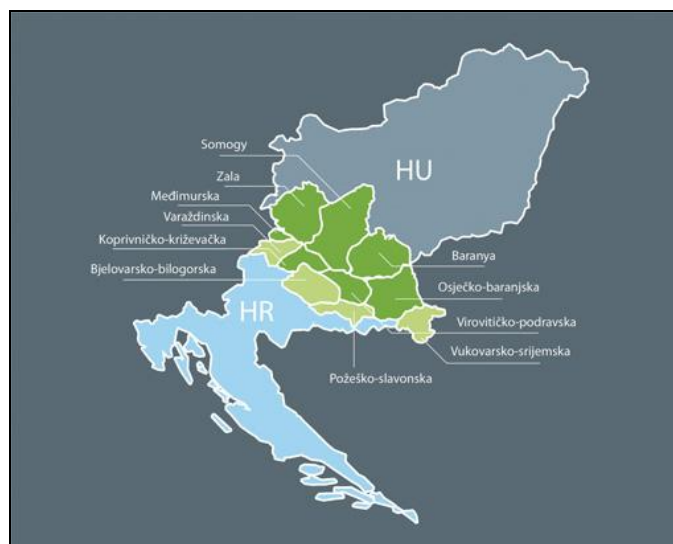 Somogy
HU
Zala
Međimurska
Varaždinska
Koprivničko-križevačka
Bjelovarsko-bilogorska
Baranya
Osječko-baranjska
HR
Virovitičko-podravska
Vukovarsko-srijemska
Požeško-slavonska